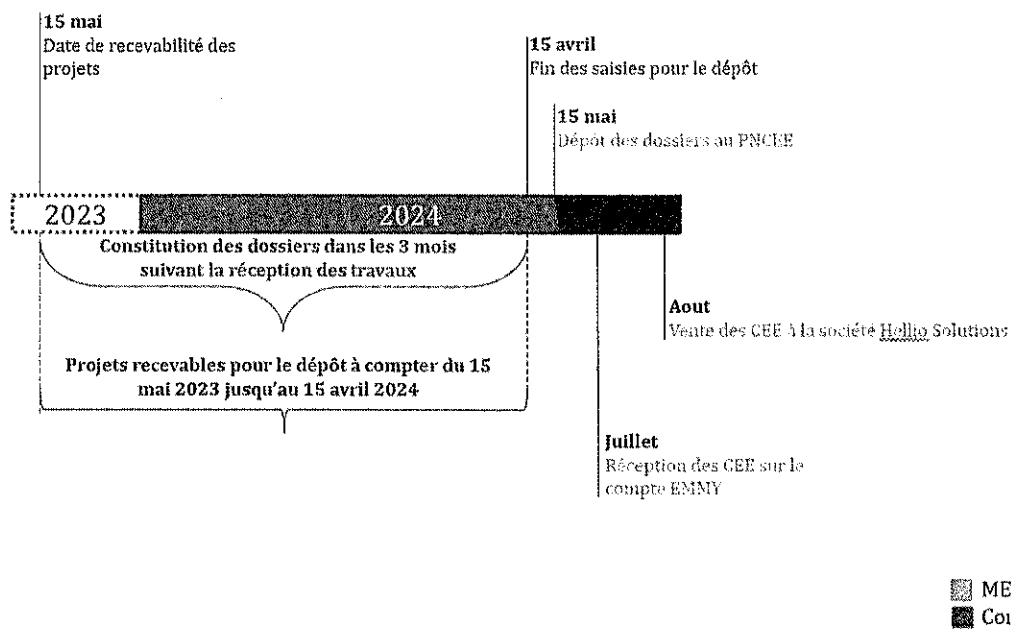 15 mai
Date de recevabilité des
projets
15 avril
Fin des saisies pour le dépôt
15 mai
Dépôt des dossiers au PNCEE
2023
2024
Constitution des dossiers dans les 3 mois
suivant la réception des travaux
Aout
Vente des CEE à la société Hellio Solutions
Projets recevables pour le dépôt à compter du 15
mai 2023 jusqu'au 15 avril 2024
Juillet
Réception des CEE sur le
compte EMMY
ME
Cor